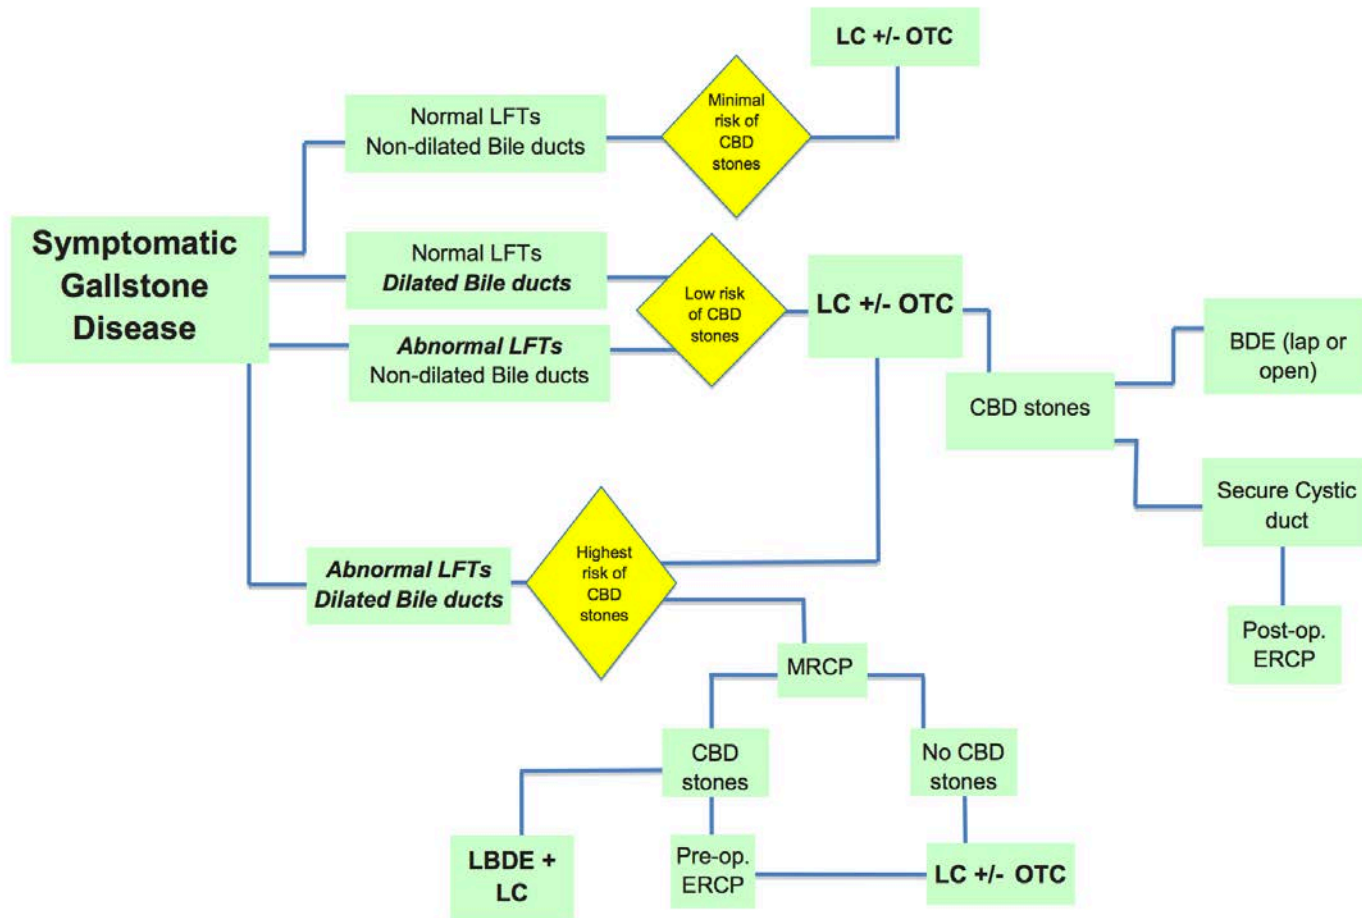 LC +/- OTC
Normal LFTs
Non-dilated Bile ducts
Minimal
risk of
CBD
stones
Symptomatic
Gallstone
Disease
Normal LFTs
Dilated Bile ducts
Abnormal LFTs
Non-dilated Bile ducts
Low risk
of CBD
stones
LC +/- OTC
CBD stones
BDE (lap or
open)
Secure Cystic
duct
Post-op.
ERCP
Abnormal LFTs
Dilated Bile ducts
Highest
risk of
CBD
stones
MRCP
CBD
stones
No CBD
stones
LBDE +
LC
Pre-op.
ERCP
LC +/- OTC